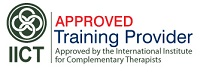 IICT
APPROVED
Training Provider
Approved by the International Institute
for Complementary Therapists